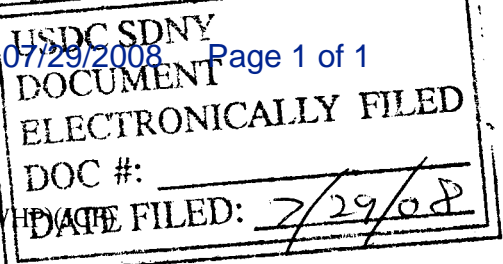 USDC SDNY
07/29/2008 Page 1 of 1
DOCUMENT
ELECTRONICALLY FILED
DOC #:
DATE FILED: 7/29/08